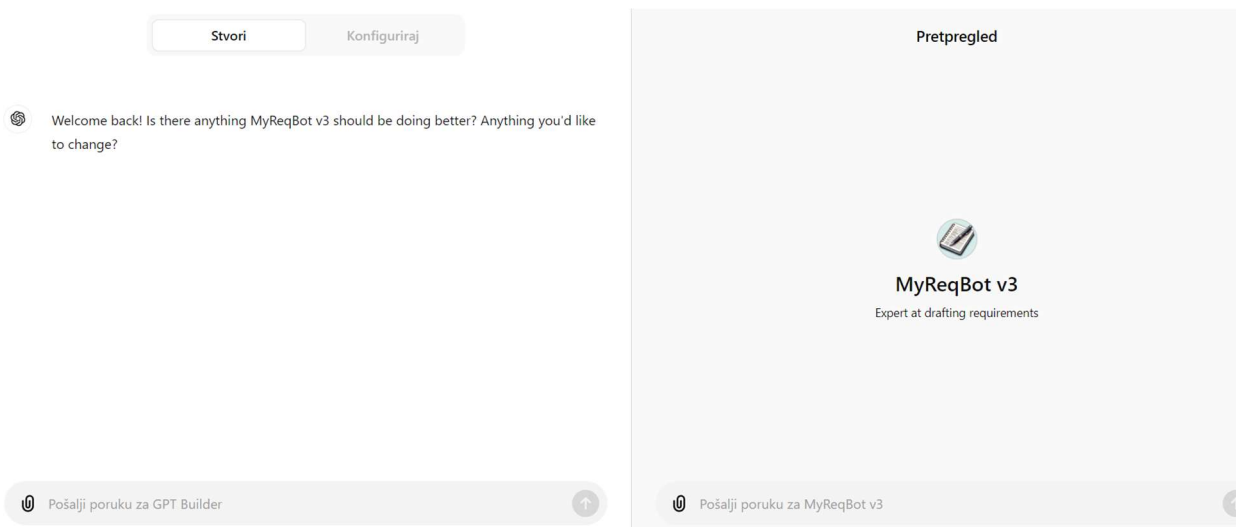 Stvori
Konfiguriraj
Welcome back! Is there anything MyReqBot v3 should be doing better? Anything you'd like
to change?
Pošalji poruku za GPT Builder
Pretpregled
MyReqBot v3
Expert at drafting requirements
Pošalji poruku za MyReqBot v3